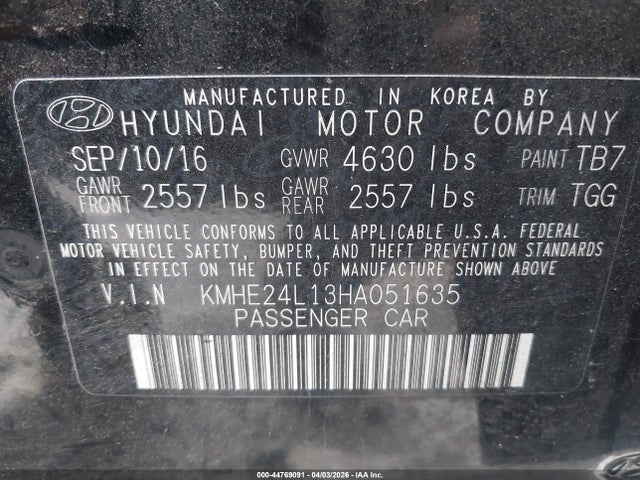 MANUFACTURED IN KOREA BY
HYUNDAI MOTOR COMPANY
SEP/10/16 GVWR 4630 lbs PAINT TB7
GAWR FRONT 2557 lbs GAWR REAR 2557 lbs TRIM TGG
THIS VEHICLE CONFORMS TO ALL APPLICABLE U.S.A. FEDERAL
MOTOR VEHICLE SAFETY, BUMPER, AND THEFT PREVENTION STANDARDS
IN EFFECT ON THE DATE OF MANUFACTURE SHOWN ABOVE
V.I.N KMHE24L13HA051635
PASSENGER CAR
000-44769091 - 04/03/2026 - IAA Inc.